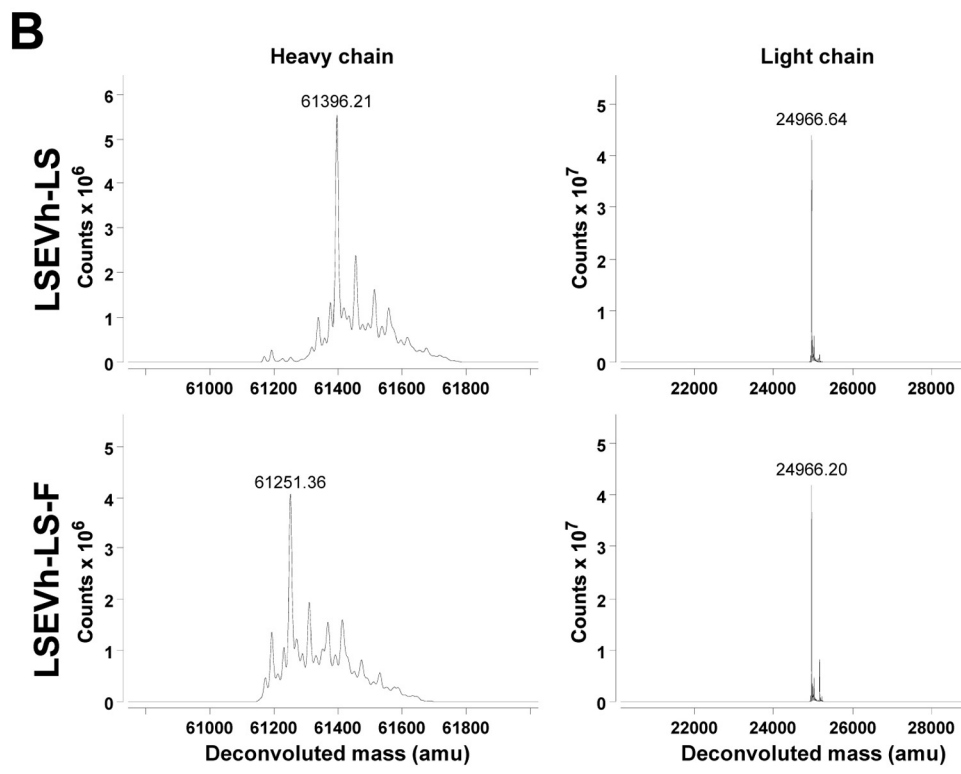 B
Heavy chain
Light chain
LSEVh-LS
Counts x 10^6
6
5
4
3
2
1
0
61396.21
61000 61200 61400 61600 61800
Counts x 10^7
5
4
3
2
1
0
24966.64
22000 24000 26000 28000
LSEVh-LS-F
Counts x 10^6
5
4
3
2
1
0
61251.36
61000 61200 61400 61600 61800
Deconvoluted mass (amu)
Counts x 10^7
5
4
3
2
1
0
24966.20
22000 24000 26000 28000
Deconvoluted mass (amu)